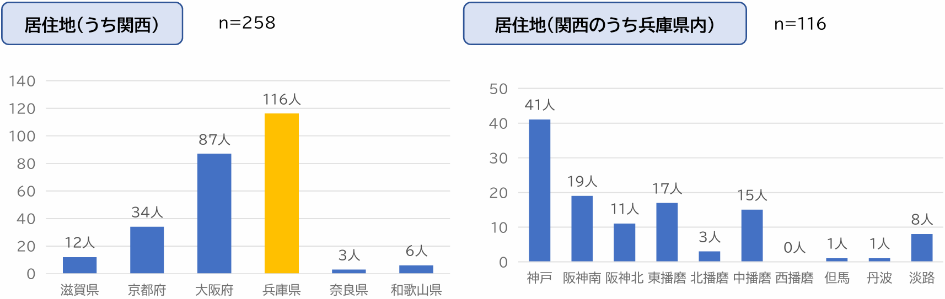 居住地(うち関西)
n=258
140
120
100
80
60
40
20
0
12人
34人
87人
116人
3人
6人
滋賀県
京都府
大阪府
兵庫県
奈良県
和歌山県
居住地(関西のうち兵庫県内)
n=116
50
40
30
20
10
0
41人
19人
11人
17人
3人
15人
0人
1人
1人
8人
神戸
阪神南
阪神北
東播磨
北播磨
中播磨
西播磨
但馬
丹波
淡路